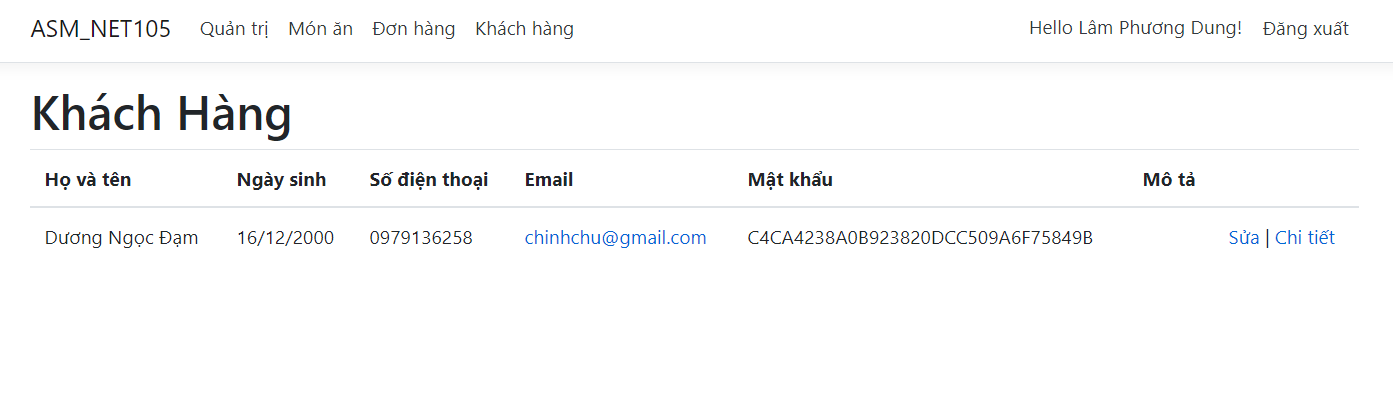 ASM_NET105 Quản trị Món ăn Đơn hàng Khách hàng Hello Lâm Phương Dung! Đăng xuất
Khách Hàng
Họ và tên Ngày sinh Số điện thoại Email Mật khẩu Mô tả
Dương Ngọc Đạm 16/12/2000 0979136258 chinhchu@gmail.com C4CA4238A0B923820DCC509A6F75849B Sửa | Chi tiết